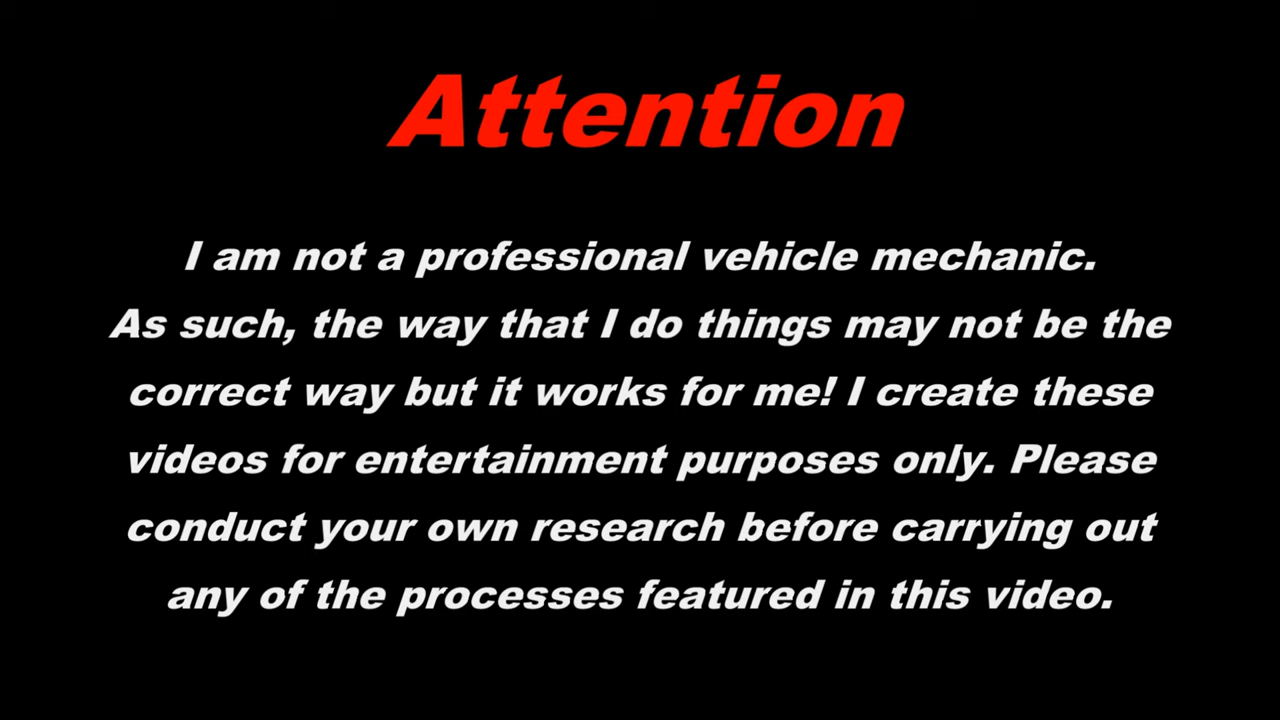 Attention
I am not a professional vehicle mechanic.
As such, the way that I do things may not be the
correct way but it works for me! I create these
videos for entertainment purposes only. Please
conduct your own research before carrying out
any of the processes featured in this video.